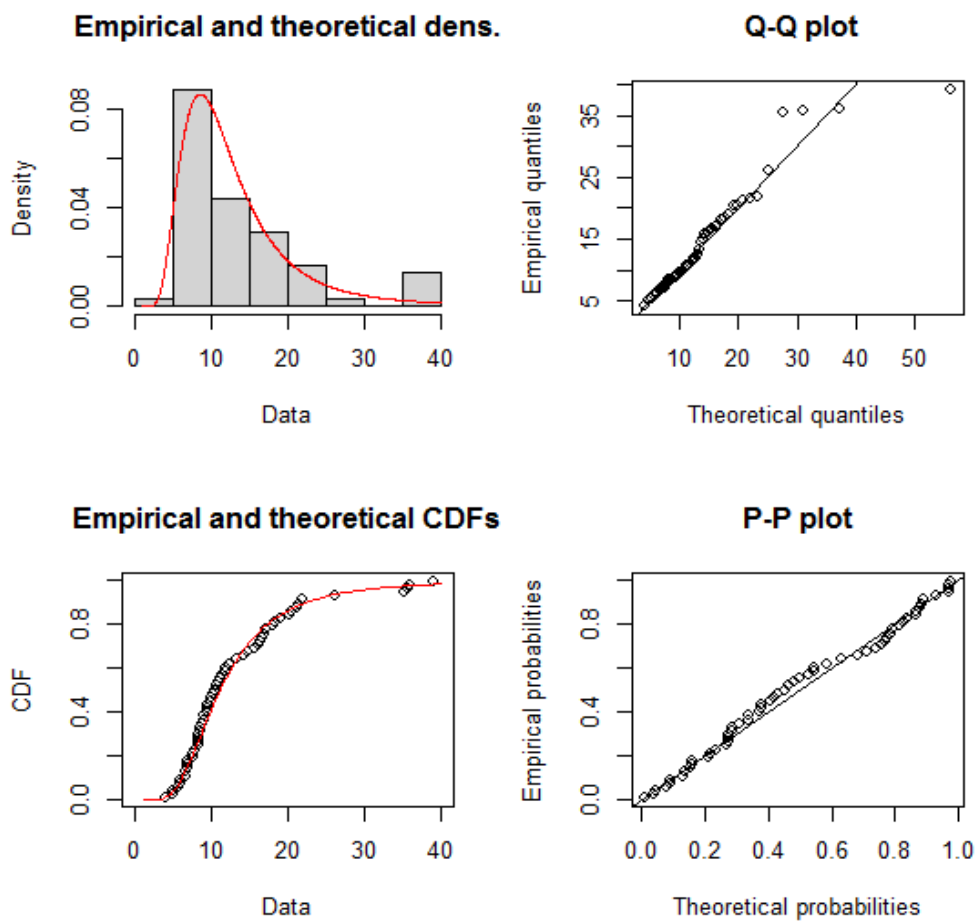 Empirical and theoretical dens.
Density
0.00 0.04 0.08
0 10 20 30 40
Data
Q-Q plot
Empirical quantiles
5 15 25 35
10 20 30 40 50
Theoretical quantiles
Empirical and theoretical CDFs
CDF
0.0 0.4 0.8
0 10 20 30 40
Data
P-P plot
Empirical probabilities
0.0 0.4 0.8
0.0 0.2 0.4 0.6 0.8 1.0
Theoretical probabilities